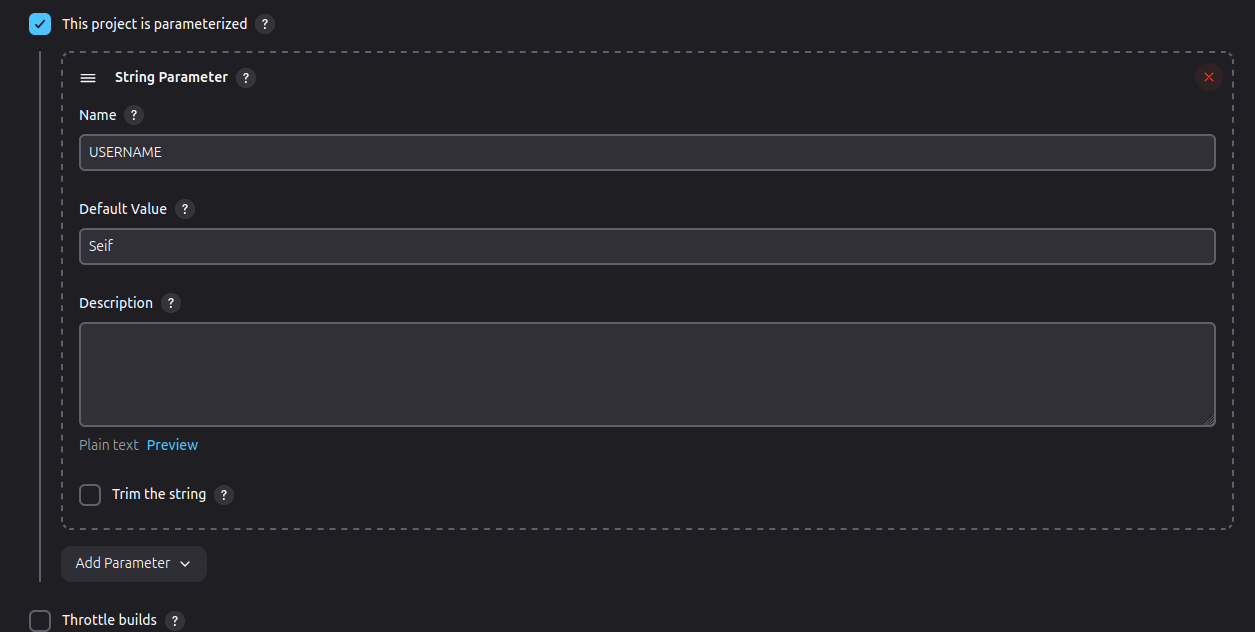 This project is parameterized ?
String Parameter ?
Name ?
USERNAME
Default Value ?
Seif
Description ?
Plain text Preview
Trim the string ?
Add Parameter
Throttle builds ?